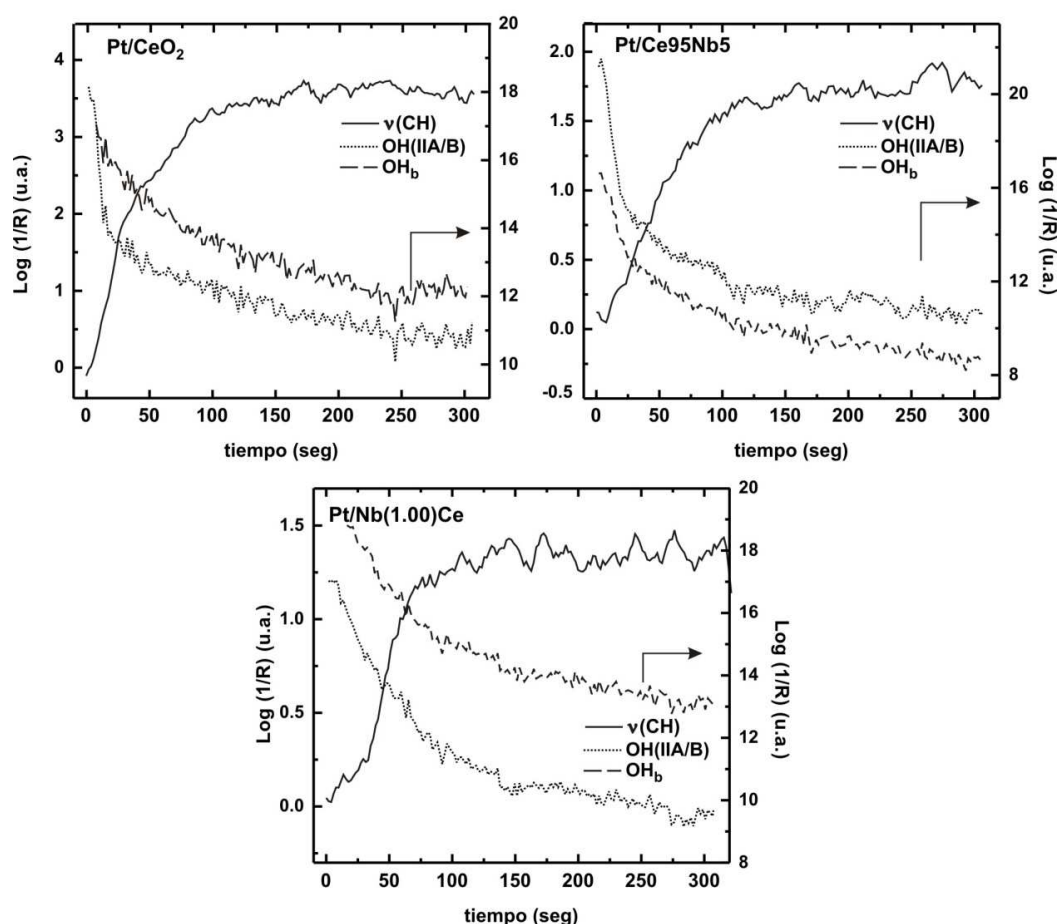 Pt/CeO2
Log (1/R) (u.a.)
4
3
2
1
0
20
18
16
14
12
10
ν(CH)
OH(IIA/B)
OHb
0 50 100 150 200 250 300
tiempo (seg)
Pt/Ce95Nb5
Log (1/R) (u.a.)
2.0
1.5
1.0
0.5
0.0
-0.5
20
16
12
8
ν(CH)
OH(IIA/B)
OHb
0 50 100 150 200 250 300
tiempo (seg)
Pt/Nb(1.00)Ce
Log (1/R) (u.a.)
1.5
1.0
0.5
0.0
20
18
16
14
12
10
8
Log (1/R) (u.a.)
ν(CH)
OH(IIA/B)
OHb
0 50 100 150 200 250 300
tiempo (seg)